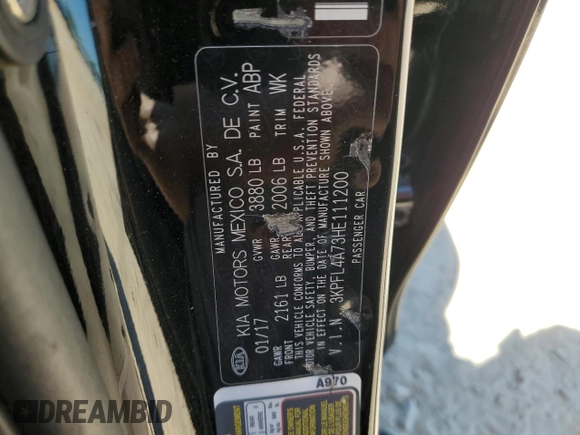 MANUFACTURED BY
KIA KIA MOTORS MEXICO S.A. DE C.V.
01/17 GVWR 3880 LB PAINT ABP
GAWR FRONT 2161 LB GAWR REAR 2006 LB TRIM WK
THIS VEHICLE CONFORMS TO ALL APPLICABLE U.S.A. FEDERAL
MOTOR VEHICLE SAFETY, BUMPER, AND THEFT PREVENTION STANDARDS
IN EFFECT ON THE DATE OF MANUFACTURE SHOWN ABOVE.
V.I.N. 3KPFL4A73HE111200
PASSENGER CAR
A970
DREAMBID